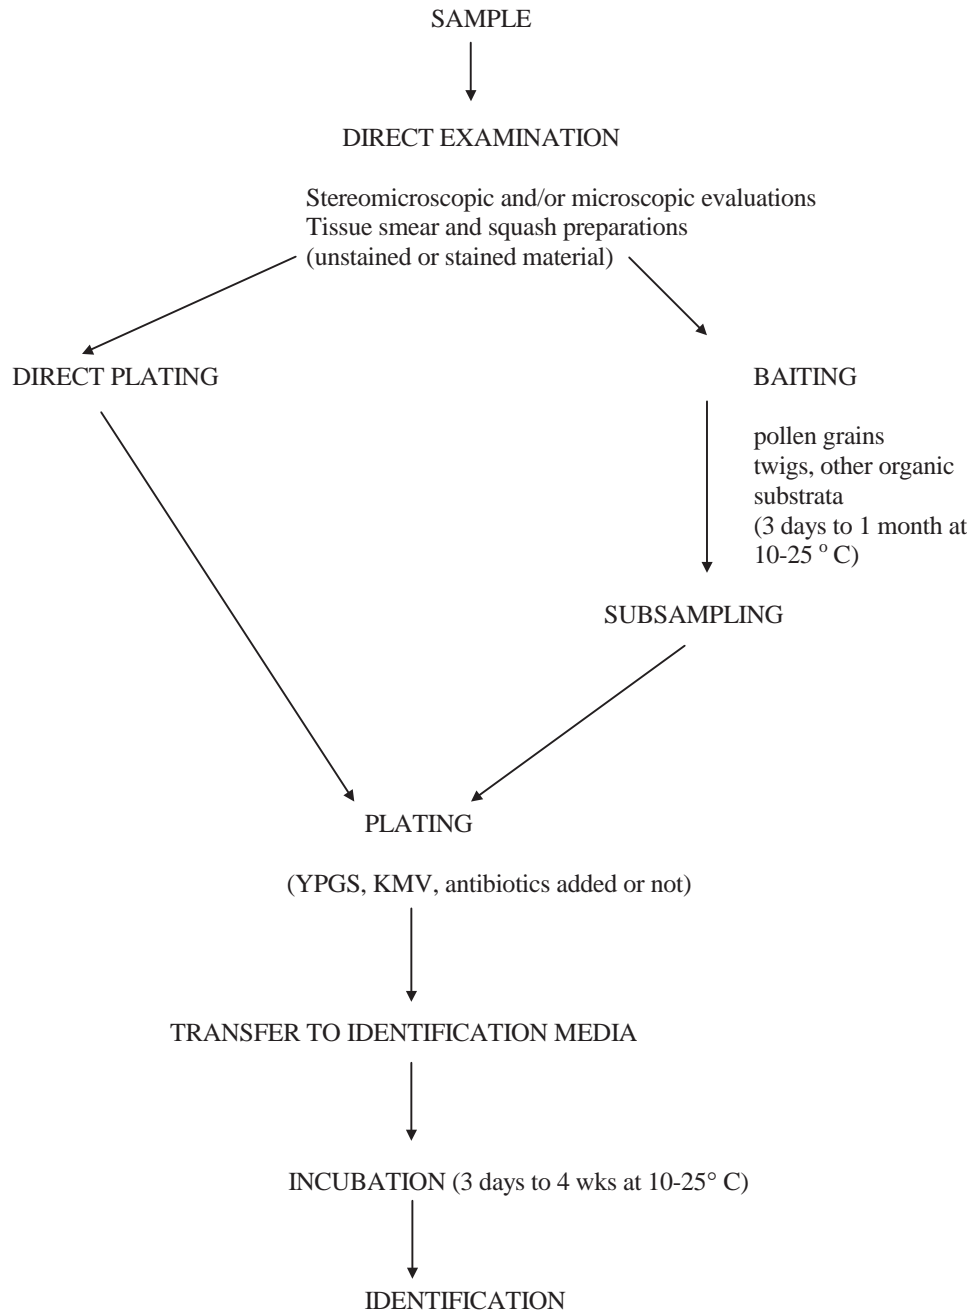 SAMPLE
DIRECT EXAMINATION
Stereomicroscopic and/or microscopic evaluations
Tissue smear and squash preparations
(unstained or stained material)
DIRECT PLATING
BAITING
pollen grains
twigs, other organic
substrata
(3 days to 1 month at
10-25 ° C)
SUBSAMPLING
PLATING
(YPGS, KMV, antibiotics added or not)
TRANSFER TO IDENTIFICATION MEDIA
INCUBATION (3 days to 4 wks at 10-25° C)
IDENTIFICATION